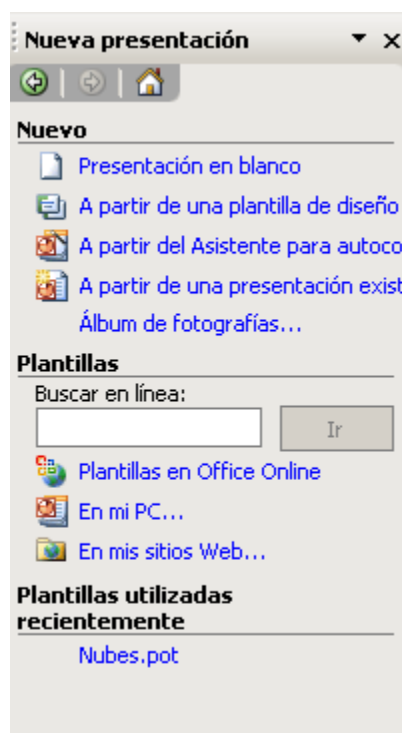 Nueva presentación
Nuevo
Presentación en blanco
A partir de una plantilla de diseño
A partir del Asistente para autoco
A partir de una presentación exist
Álbum de fotografías...
Plantillas
Buscar en línea:
Ir
Plantillas en Office Online
En mi PC...
En mis sitios Web...
Plantillas utilizadas
recientemente
Nubes.pot